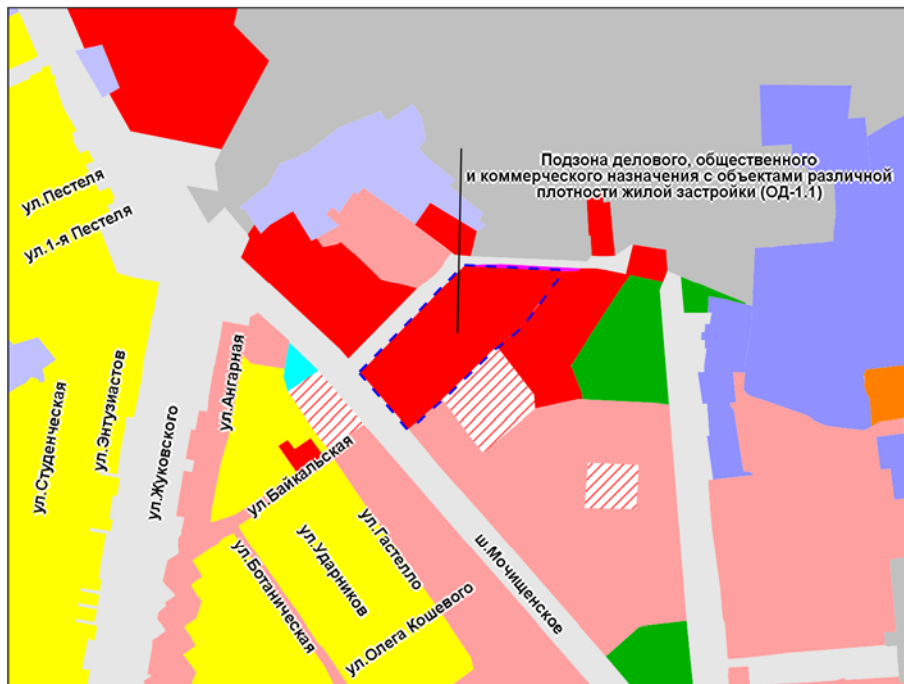 Подзона делового, общественного
и коммерческого назначения с объектами различной
плотности жилой застройки (ОД-1.1)
ул.Пестеля
ул.1-я Пестеля
ул.Студенческая
ул.Энтузиастов
ул.Жуковского
ул.Ангарная
ул.Байкальская
ул.Ботаническая
ул.Ударников
ул.Гастелло
ул.Олега Кошевого
ш.Мочищенское